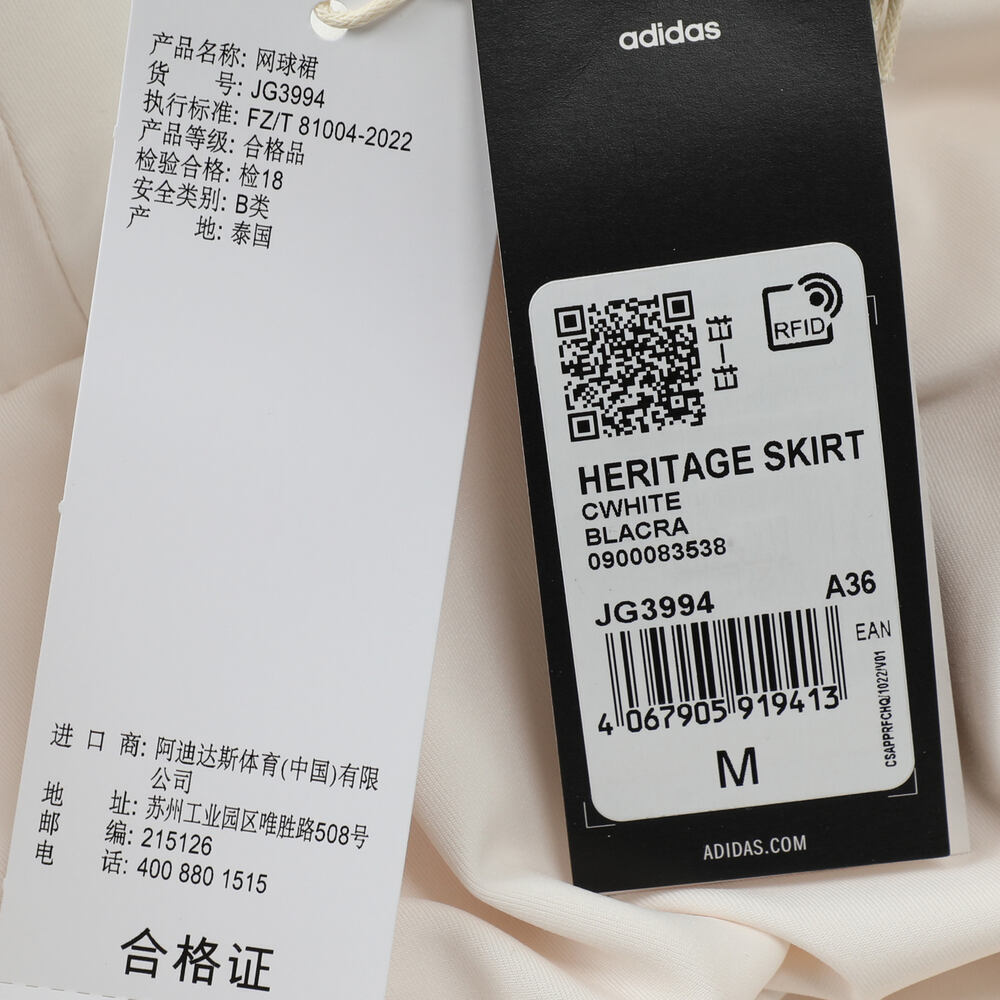 产品名称: 网球裙
货 号: JG3994
执行标准: FZ/T 81004-2022
产品等级: 合格品
检验合格: 检18
安全类别: B类
产 地: 泰国
进 口 商: 阿迪达斯体育(中国)有限
公司
地 址: 苏州工业园区唯胜路508号
邮 编: 215126
电 话: 400 880 1515
合格证
adidas
RFID
HERITAGE SKIRT
CWHITE
BLACRA
0900083538
JG3994
A36
EAN
4 067905 919413
CSAPPRFCHQ/1022/V01
M
ADIDAS.COM